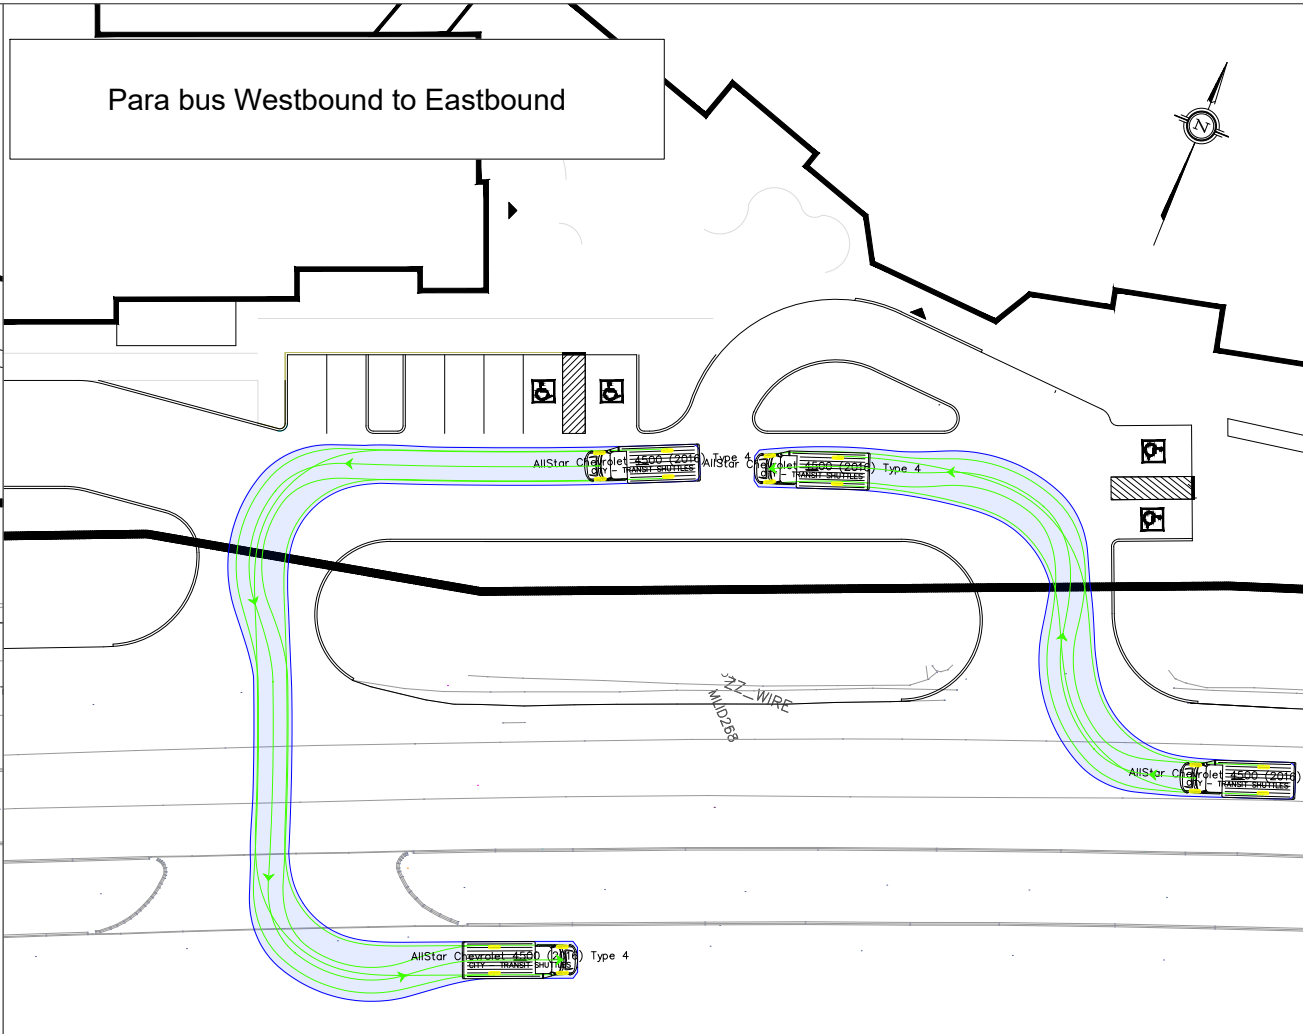 Para bus Westbound to Eastbound
N
AllStar Chevrolet 4500 (2016) Type 4
CITY - TRANSIT SHUTTLES
AllStar Chevrolet 4500 (2016) Type 4
CITY - TRANSIT SHUTTLES
ZZ_WIRE
MLID268
AllStar Chevrolet 4500 (2016)
CITY - TRANSIT SHUTTLES
AllStar Chevrolet 4500 (2016) Type 4
CITY - TRANSIT SHUTTLES